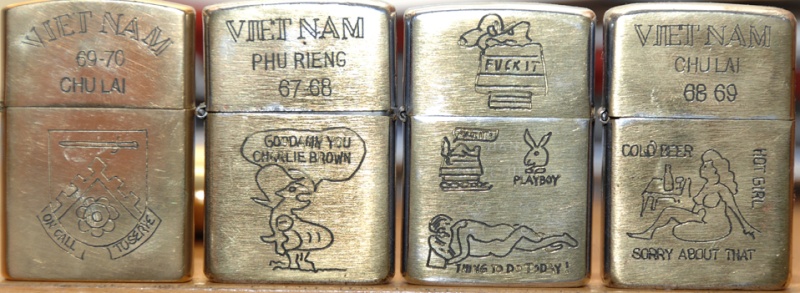 VIET NAM
69-70
CHU LAI
ON CALL
TO SERVE
VIET NAM
PHU RIENG
67-68
GODDAMN YOU
CHORLIE BROWN
FUCK IT
PLAYBOY
THING TO DO TODAY!
VIET NAM
CHU LAI
68 69
COLD BEER
HOT GIRL
SORRY ABOUT THAT